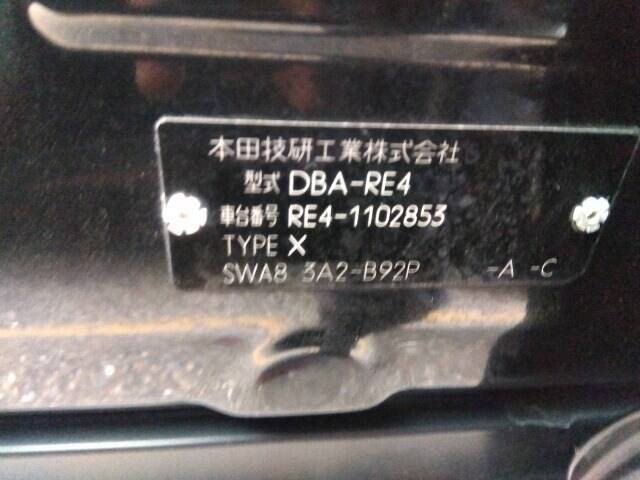 本田技研工業株式会社
型式 DBA-RE4
車台番号 RE4-1102853
TYPE X
SWA8 3A2-B92P -A -C